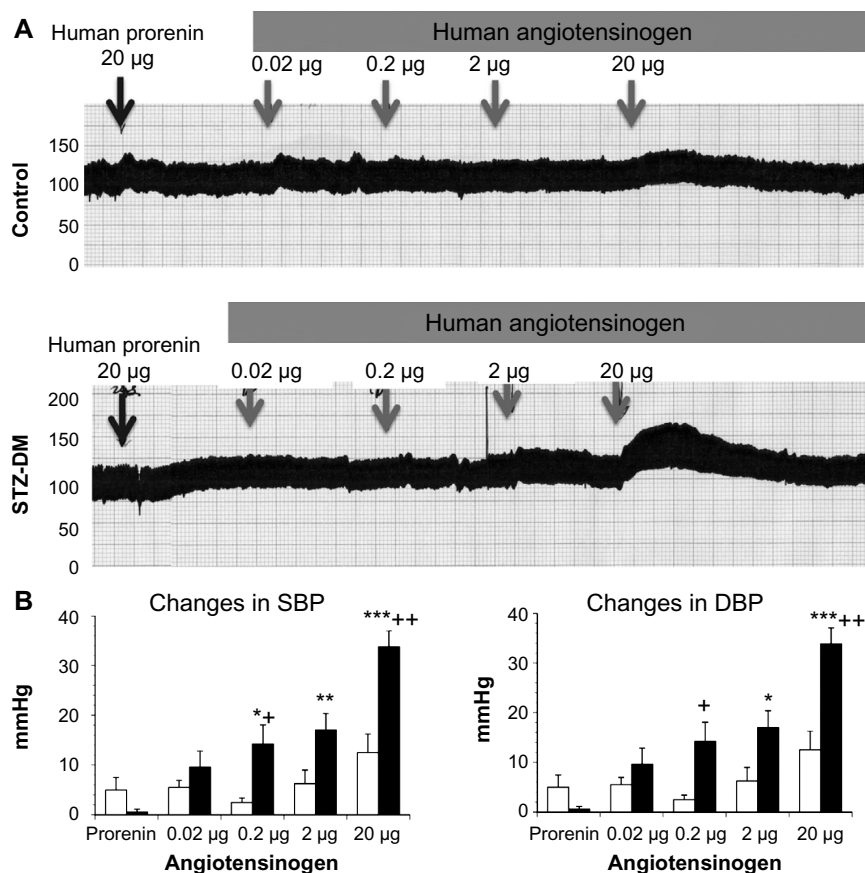 A
Human prorenin
20 µg
Human angiotensinogen
0.02 µg 0.2 µg 2 µg 20 µg
Control
150
100
50
0
Human angiotensinogen
Human prorenin
20 µg
0.02 µg 0.2 µg 2 µg 20 µg
STZ-DM
200
150
100
50
0
B
Changes in SBP
mmHg
40
30
20
10
0
*+
**
***++
Prorenin 0.02 µg 0.2 µg 2 µg 20 µg
Angiotensinogen
Changes in DBP
mmHg
40
30
20
10
0
+
*
***++
Prorenin 0.02 µg 0.2 µg 2 µg 20 µg
Angiotensinogen